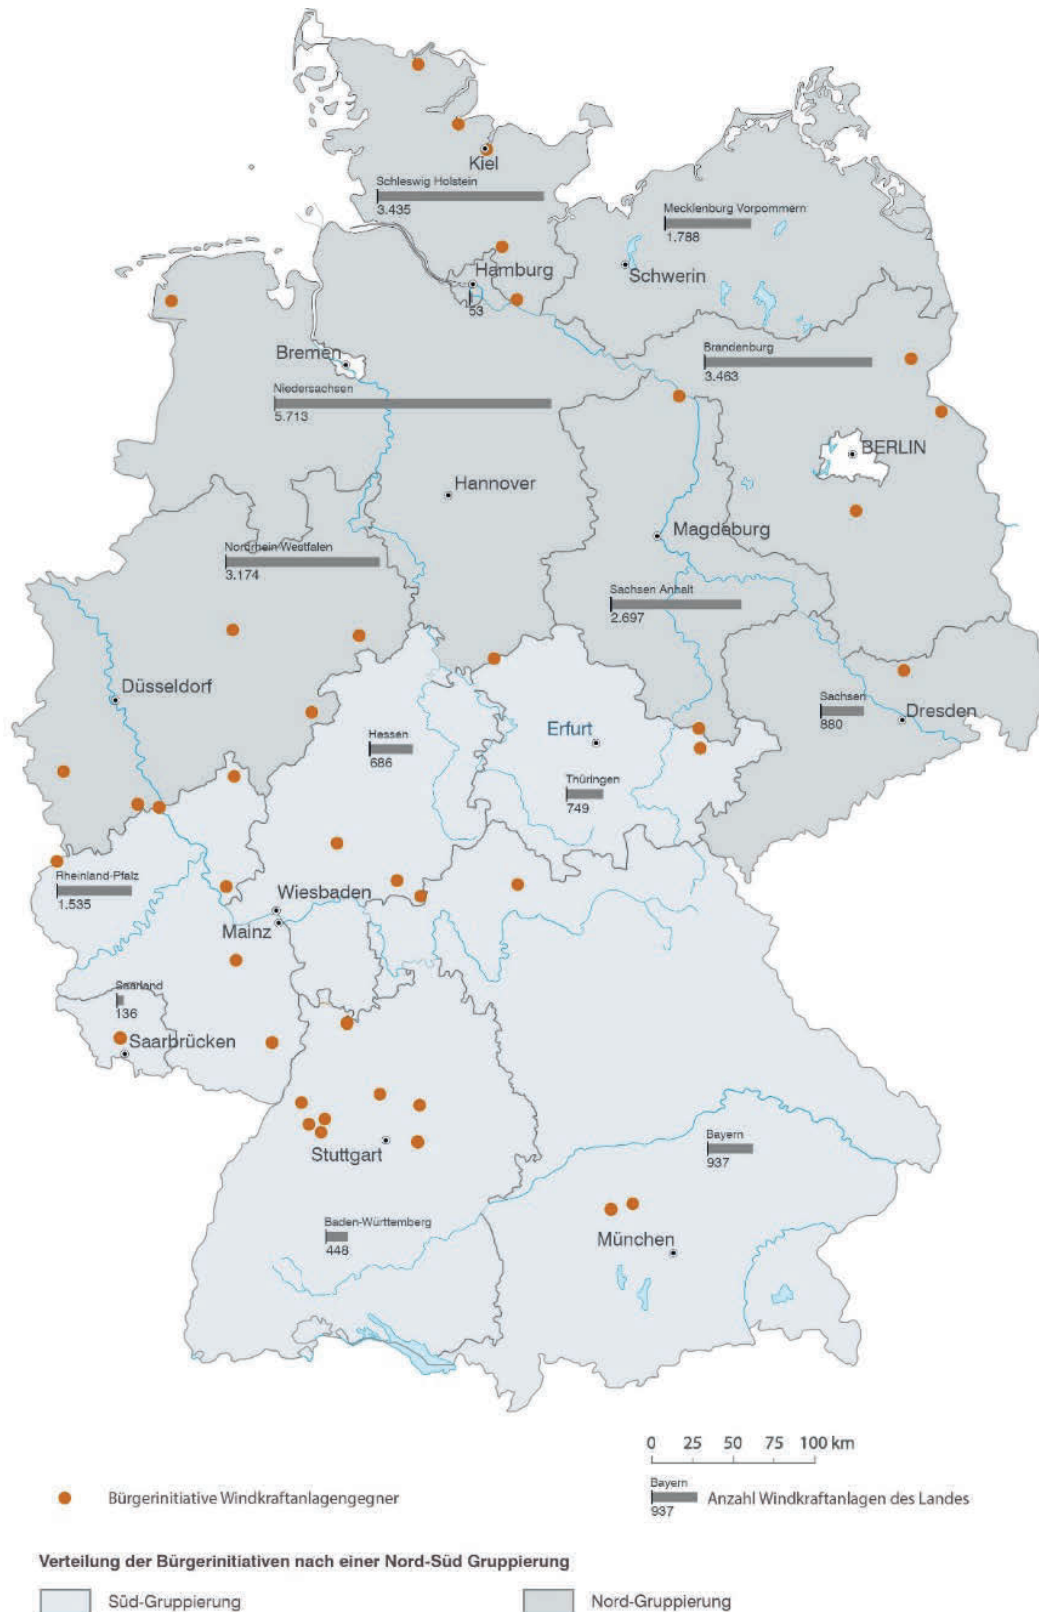 Kiel
Schleswig Holstein
3.435
Mecklenburg Vorpommern
1.788
Hamburg
53
Schwerin
Bremen
Brandenburg
3.463
Niedersachsen
5.713
BERLIN
Hannover
Magdeburg
Nordrhein Westfalen
3.174
Sachsen Anhalt
2.697
Düsseldorf
Sachsen
880
Dresden
Hessen
686
Erfurt
Thüringen
749
Rheinland-Pfalz
1.535
Wiesbaden
Mainz
Saarland
136
Saarbrücken
Stuttgart
Bayern
937
Baden-Württemberg
448
München
0 25 50 75 100 km
Bayern
937
Anzahl Windkraftanlagen des Landes
Bürgerinitiative Windkraftanlagengegner
Verteilung der Bürgerinitiativen nach einer Nord-Süd Gruppierung
Süd-Gruppierung
Nord-Gruppierung